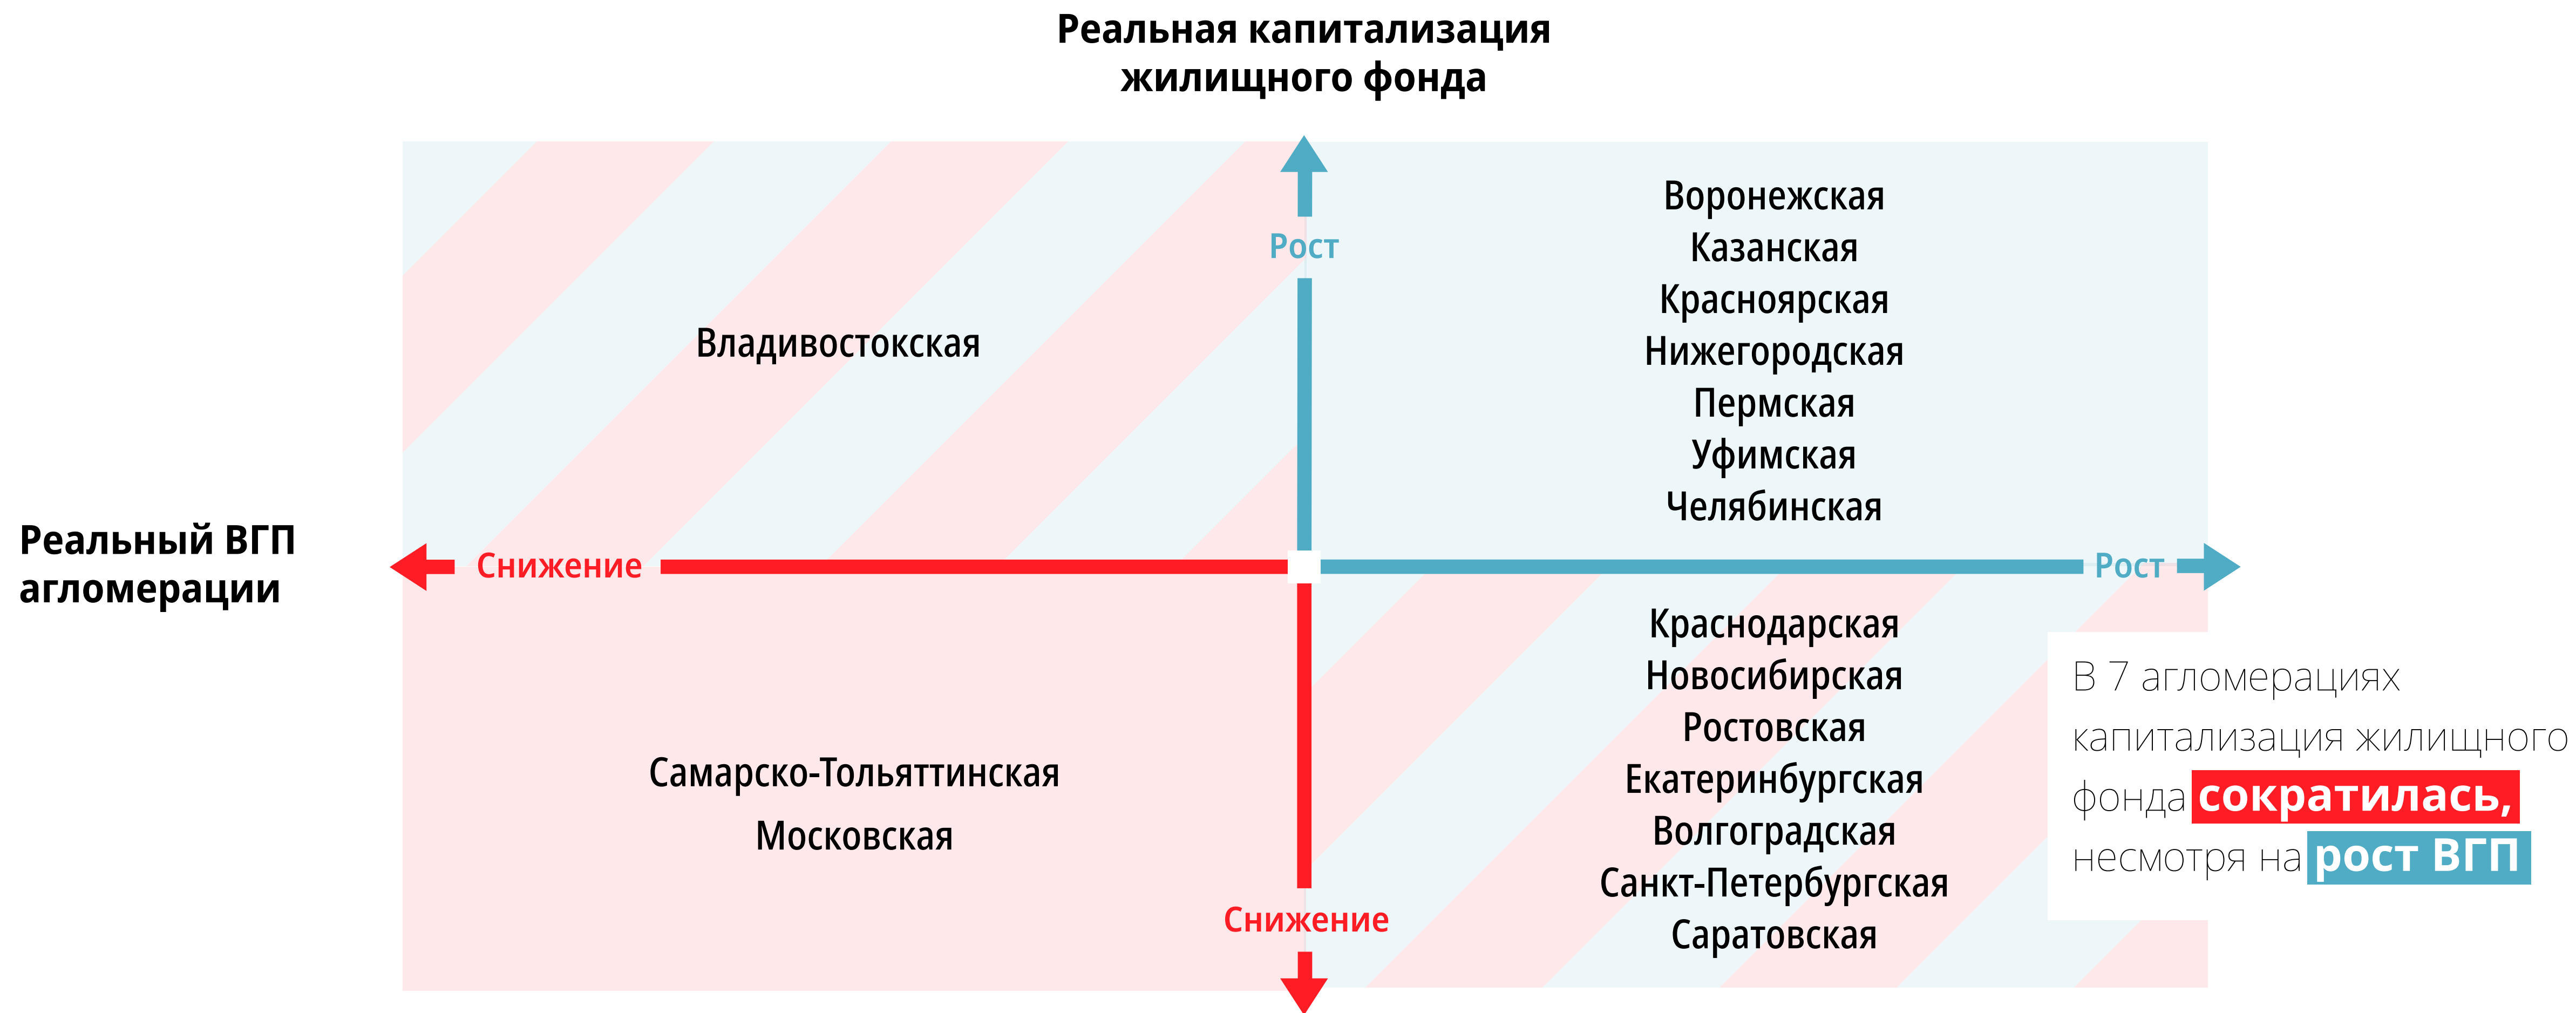 Реальная капитализация
жилищного фонда
Рост
Воронежская
Казанская
Красноярская
Нижегородская
Пермская
Уфимская
Челябинская
Владивостокская
Реальный ВГП
агломерации
Снижение
Рост
Самарско-Тольяттинская
Московская
Снижение
Краснодарская
Новосибирская
Ростовская
Екатеринбургская
Волгоградская
Санкт-Петербургская
Саратовская
В 7 агломерациях
капитализация жилищного
фонда сократилась,
несмотря на рост ВГП